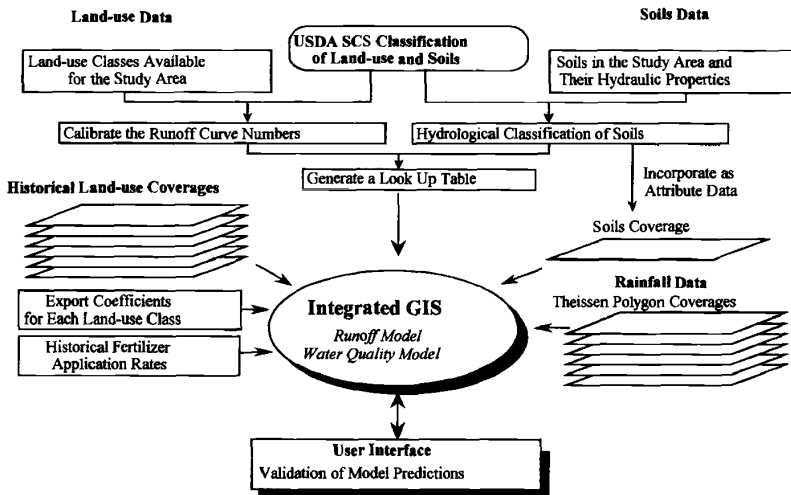 Land-use Data
Soils Data
USDA SCS Classification
of Land-use and Soils
Land-use Classes Available
for the Study Area
Soils in the Study Area and
Their Hydraulic Properties
Calibrate the Runoff Curve Numbers
Hydrological Classification of Soils
Generate a Look Up Table
Incorporate as
Attribute Data
Historical Land-use Coverages
Soils Coverage
Rainfall Data
Theissen Polygon Coverages
Export Coefficients
for Each Land-use Class
Integrated GIS
Runoff Model
Water Quality Model
Historical Fertilizer
Application Rates
User Interface
Validation of Model Predictions